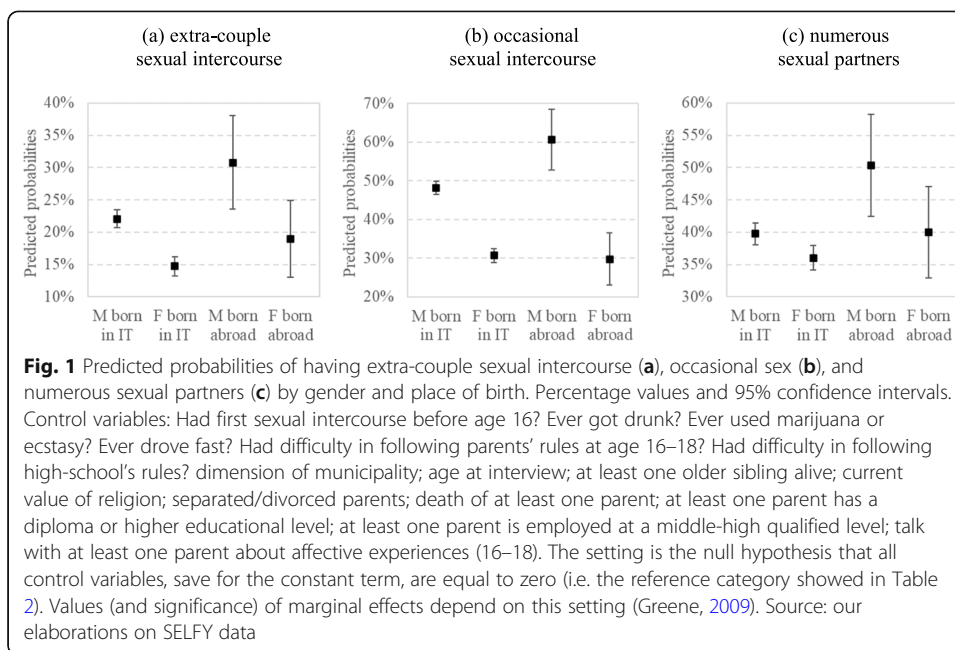 (a) extra-couple
sexual intercourse
(b) occasional
sexual intercourse
(c) numerous
sexual partners
Predicted probabilities
40%
35%
30%
25%
20%
15%
10%
M born
in IT
F born
in IT
M born
abroad
F born
abroad
Predicted probabilities
70%
60%
50%
40%
30%
20%
M born
in IT
F born
in IT
M born
abroad
F born
abroad
Predicted probabilities
60%
55%
50%
45%
40%
35%
30%
M born
in IT
F born
in IT
M born
abroad
F born
abroad
Fig. 1 Predicted probabilities of having extra-couple sexual intercourse (a), occasional sex (b), and
numerous sexual partners (c) by gender and place of birth. Percentage values and 95% confidence intervals.
Control variables: Had first sexual intercourse before age 16? Ever got drunk? Ever used marijuana or
ecstasy? Ever drove fast? Had difficulty in following parents' rules at age 16–18? Had difficulty in following
high-school's rules? dimension of municipality; age at interview; at least one older sibling alive; current
value of religion; separated/divorced parents; death of at least one parent; at least one parent has a
diploma or higher educational level; at least one parent is employed at a middle-high qualified level; talk
with at least one parent about affective experiences (16–18). The setting is the null hypothesis that all
control variables, save for the constant term, are equal to zero (i.e. the reference category showed in Table
2). Values (and significance) of marginal effects depend on this setting (Greene, 2009). Source: our
elaborations on SELFY data